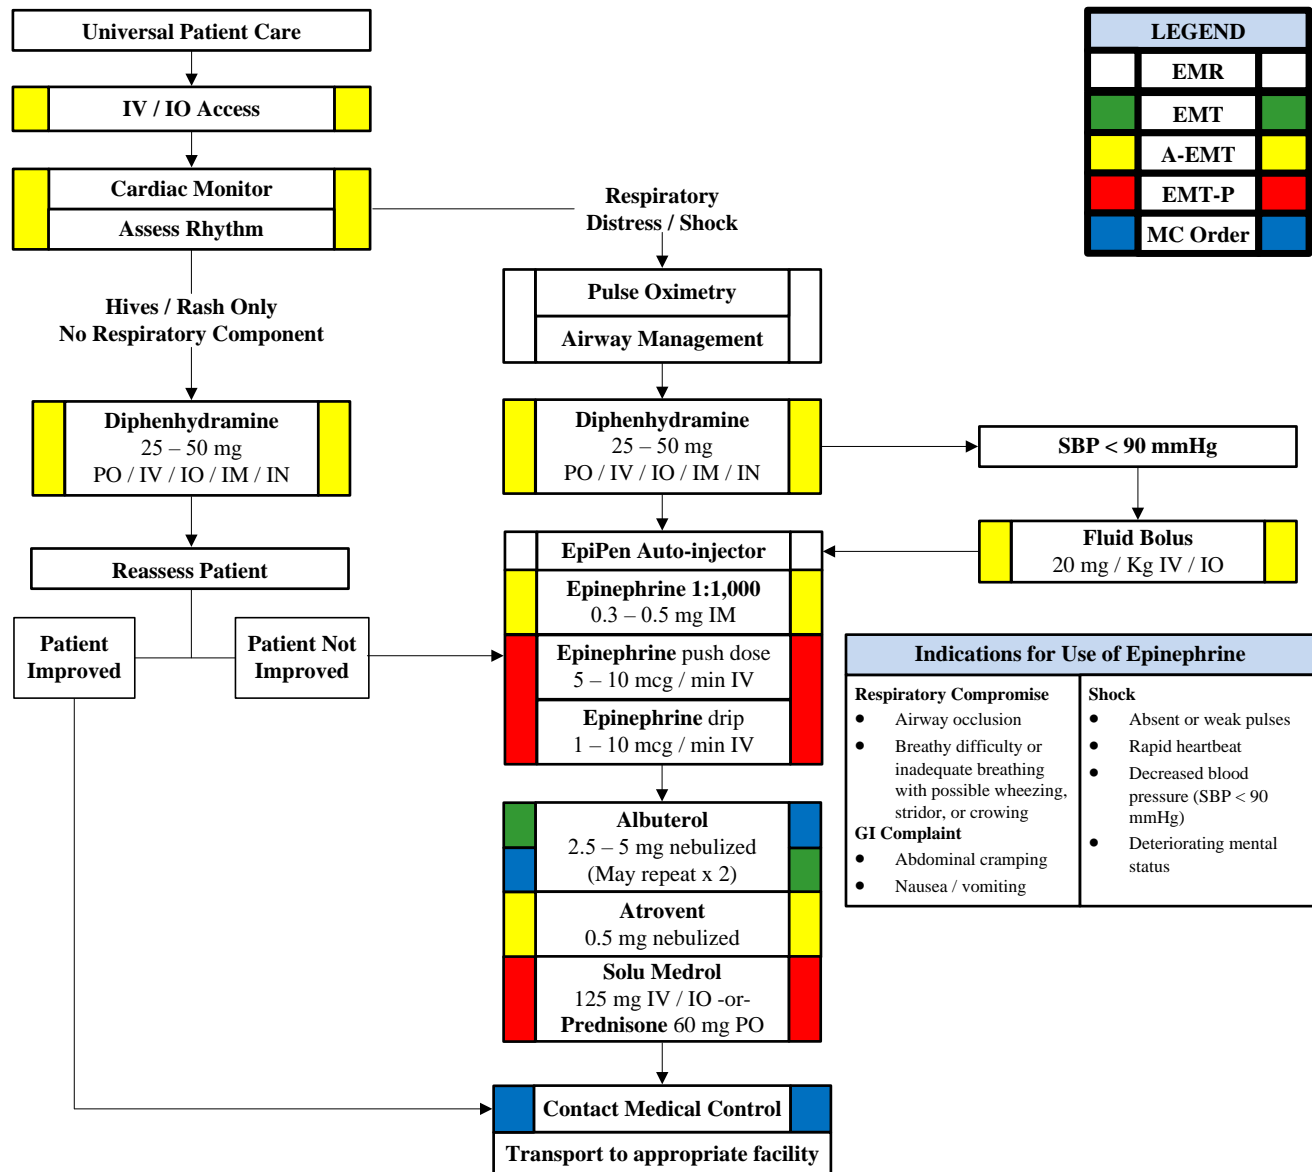 Universal Patient Care
IV / IO Access
Cardiac Monitor
Assess Rhythm
Hives / Rash Only
No Respiratory Component
Diphenhydramine
25 – 50 mg
PO / IV / IO / IM / IN
Reassess Patient
Patient
Improved
Patient Not
Improved
Respiratory
Distress / Shock
Pulse Oximetry
Airway Management
Diphenhydramine
25 – 50 mg
PO / IV / IO / IM / IN
SBP < 90 mmHg
Fluid Bolus
20 mg / Kg IV / IO
EpiPen Auto-injector
Epinephrine 1:1,000
0.3 – 0.5 mg IM
Epinephrine push dose
5 – 10 mcg / min IV
Epinephrine drip
1 – 10 mcg / min IV
Albuterol
2.5 – 5 mg nebulized
(May repeat x 2)
Atrovent
0.5 mg nebulized
Solu Medrol
125 mg IV / IO -or-
Prednisone 60 mg PO
Contact Medical Control
Transport to appropriate facility
LEGEND
EMR
EMT
A-EMT
EMT-P
MC Order
Indications for Use of Epinephrine
Respiratory Compromise
● Airway occlusion
● Breathy difficulty or
inadequate breathing
with possible wheezing,
stridor, or crowing
GI Complaint
● Abdominal cramping
● Nausea / vomiting
Shock
● Absent or weak pulses
● Rapid heartbeat
● Decreased blood
pressure (SBP < 90
mmHg)
● Deteriorating mental
status